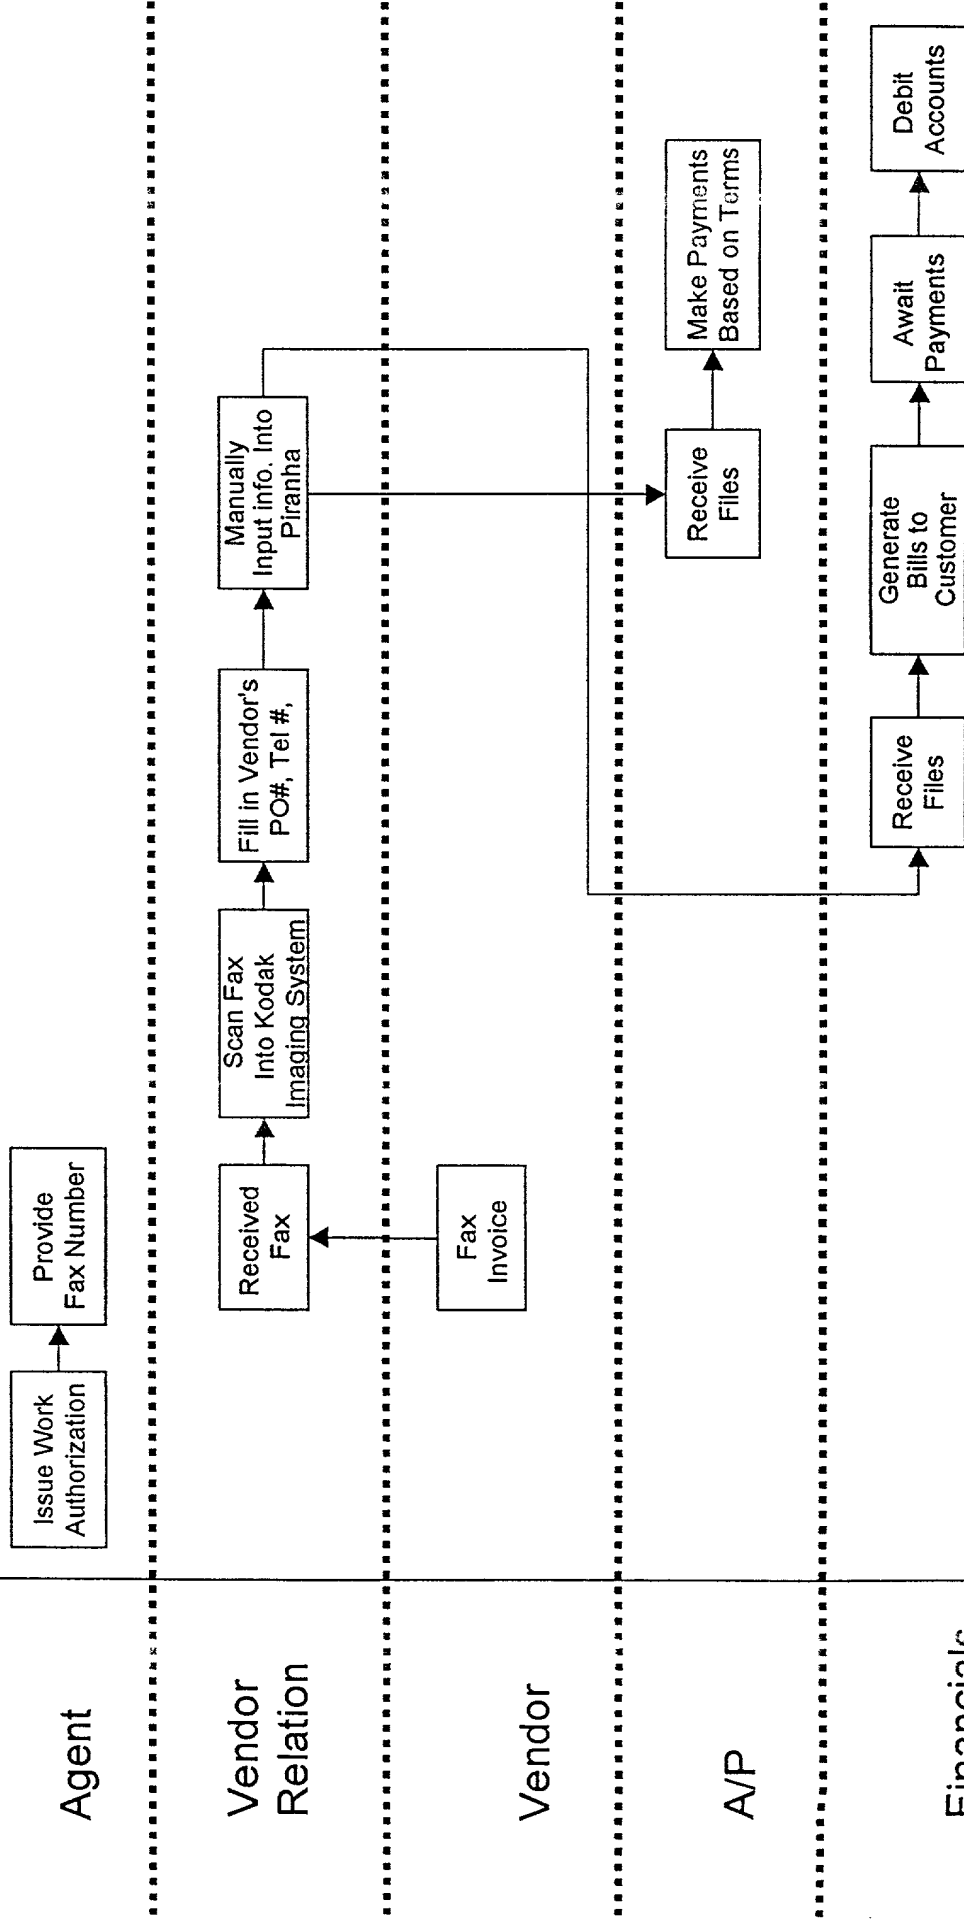 Agent
Issue Work
Authorization
Provide
Fax Number
Vendor
Relation
Received
Fax
Scan Fax
Into Kodak
Imaging System
Fill in Vendor's
PO#, Tel #,
Manually
Input info. Into
Piranha
Vendor
Fax
Invoice
A/P
Receive
Files
Make Payments
Based on Terms
Financials
Receive
Files
Generate
Bills to
Customer
Await
Payments
Debit
Accounts